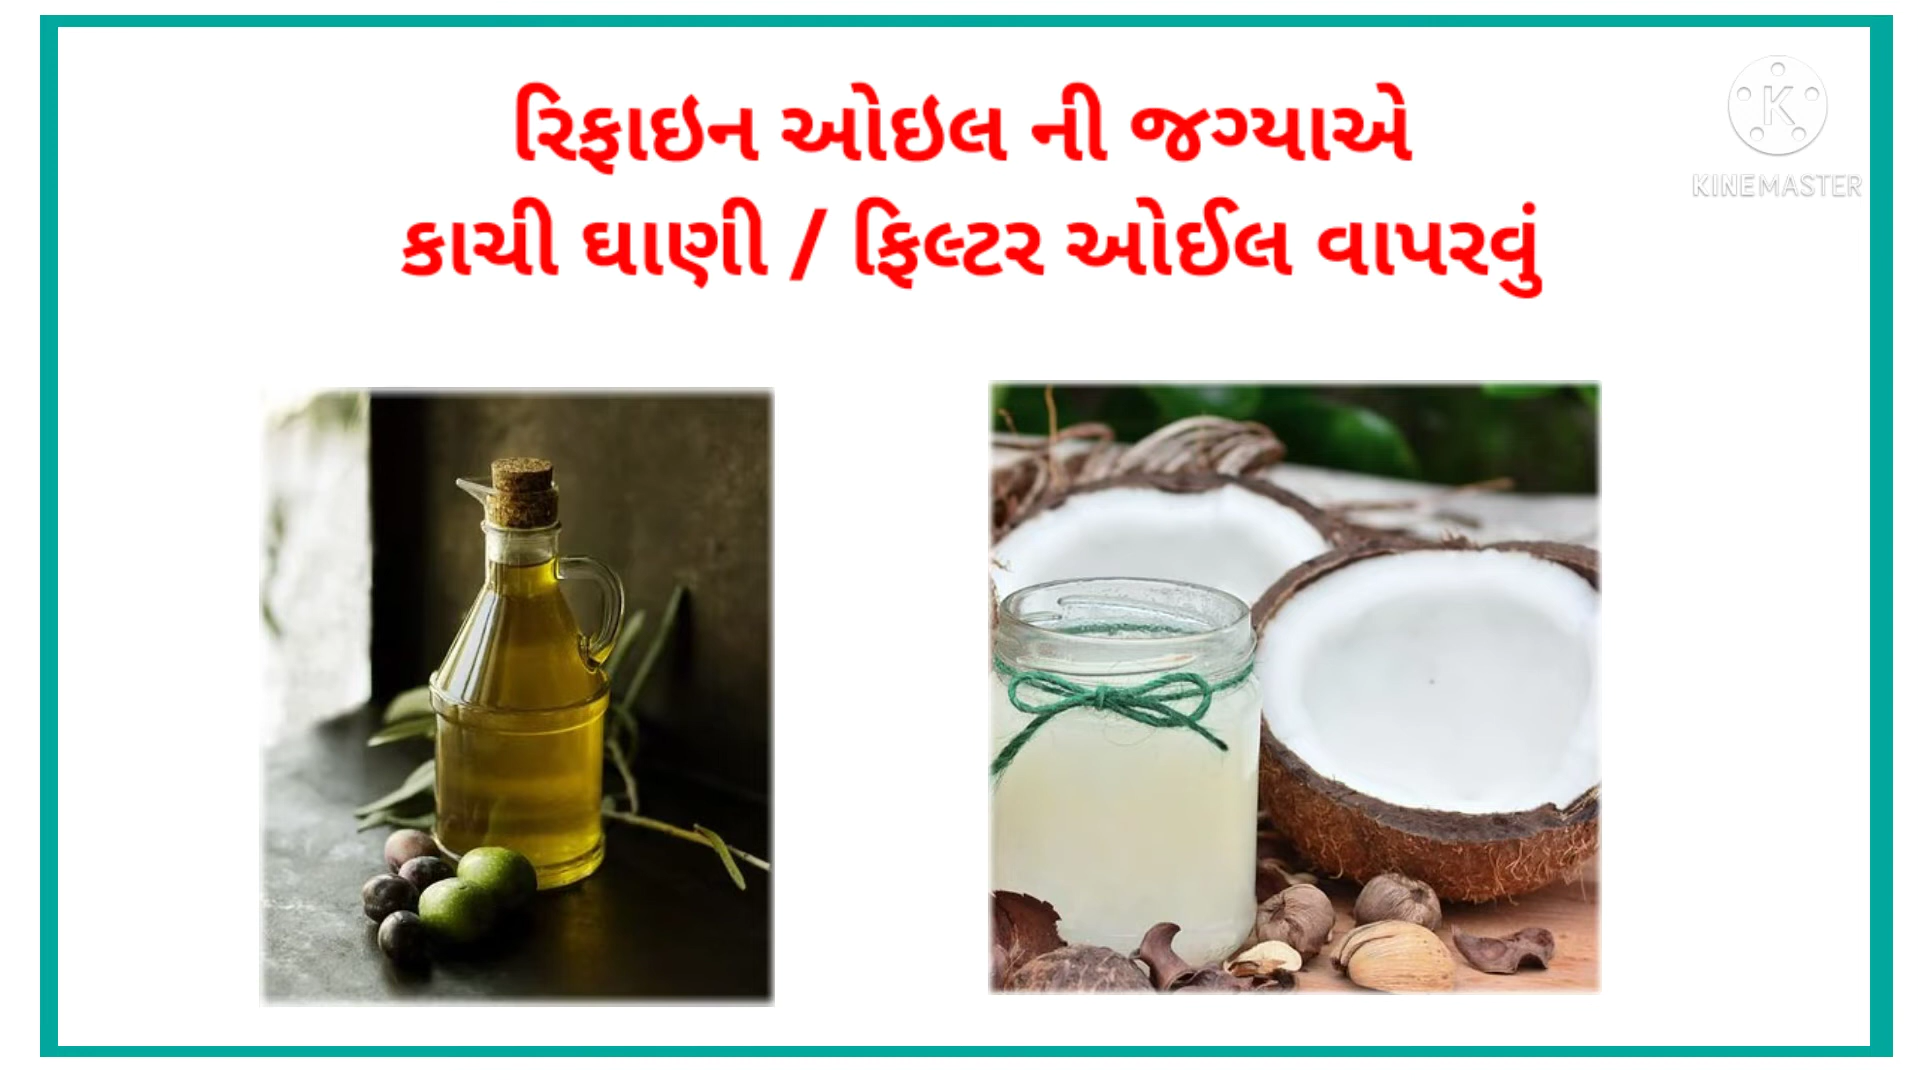 રિફાઇન ઓઇલ ની જગ્યાએ
કાચી ઘાણી / ફિલ્ટર ઓઈલ વાપરવું
K
KINEMASTER